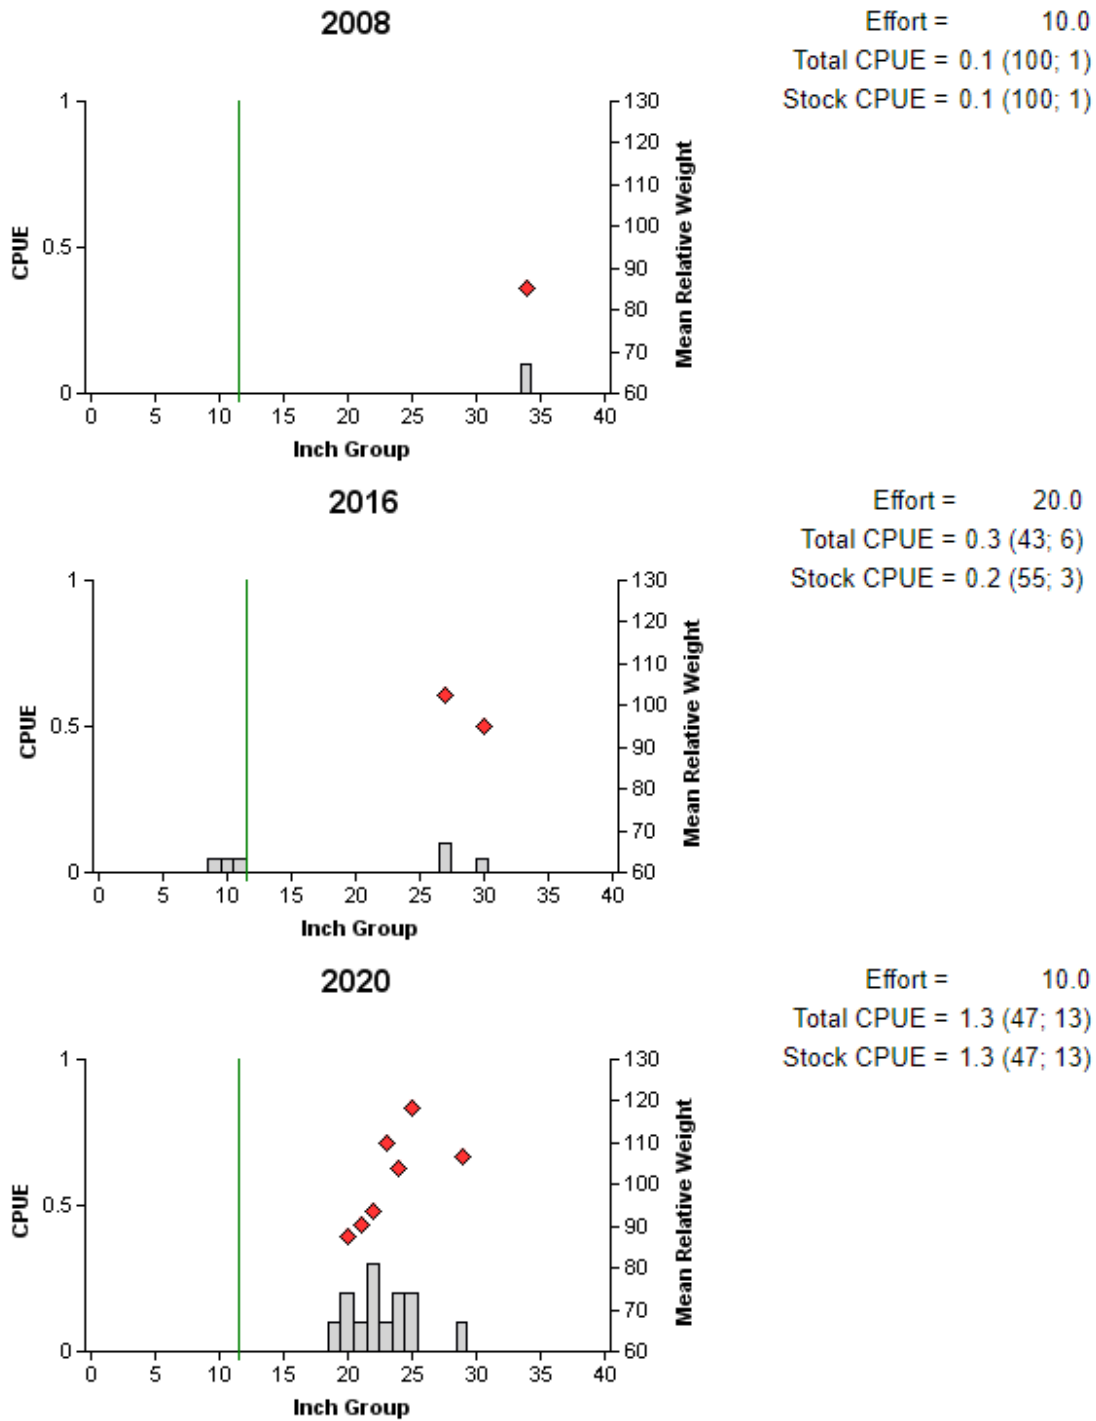 2008
Effort = 10.0
Total CPUE = 0.1 (100; 1)
Stock CPUE = 0.1 (100; 1)
1
0.5
0
CPUE
130
120
110
100
90
80
70
60
Mean Relative Weight
0 5 10 15 20 25 30 35 40
Inch Group
2016
Effort = 20.0
Total CPUE = 0.3 (43; 6)
Stock CPUE = 0.2 (55; 3)
1
0.5
0
CPUE
130
120
110
100
90
80
70
60
Mean Relative Weight
0 5 10 15 20 25 30 35 40
Inch Group
2020
Effort = 10.0
Total CPUE = 1.3 (47; 13)
Stock CPUE = 1.3 (47; 13)
1
0.5
0
CPUE
130
120
110
100
90
80
70
60
Mean Relative Weight
0 5 10 15 20 25 30 35 40
Inch Group